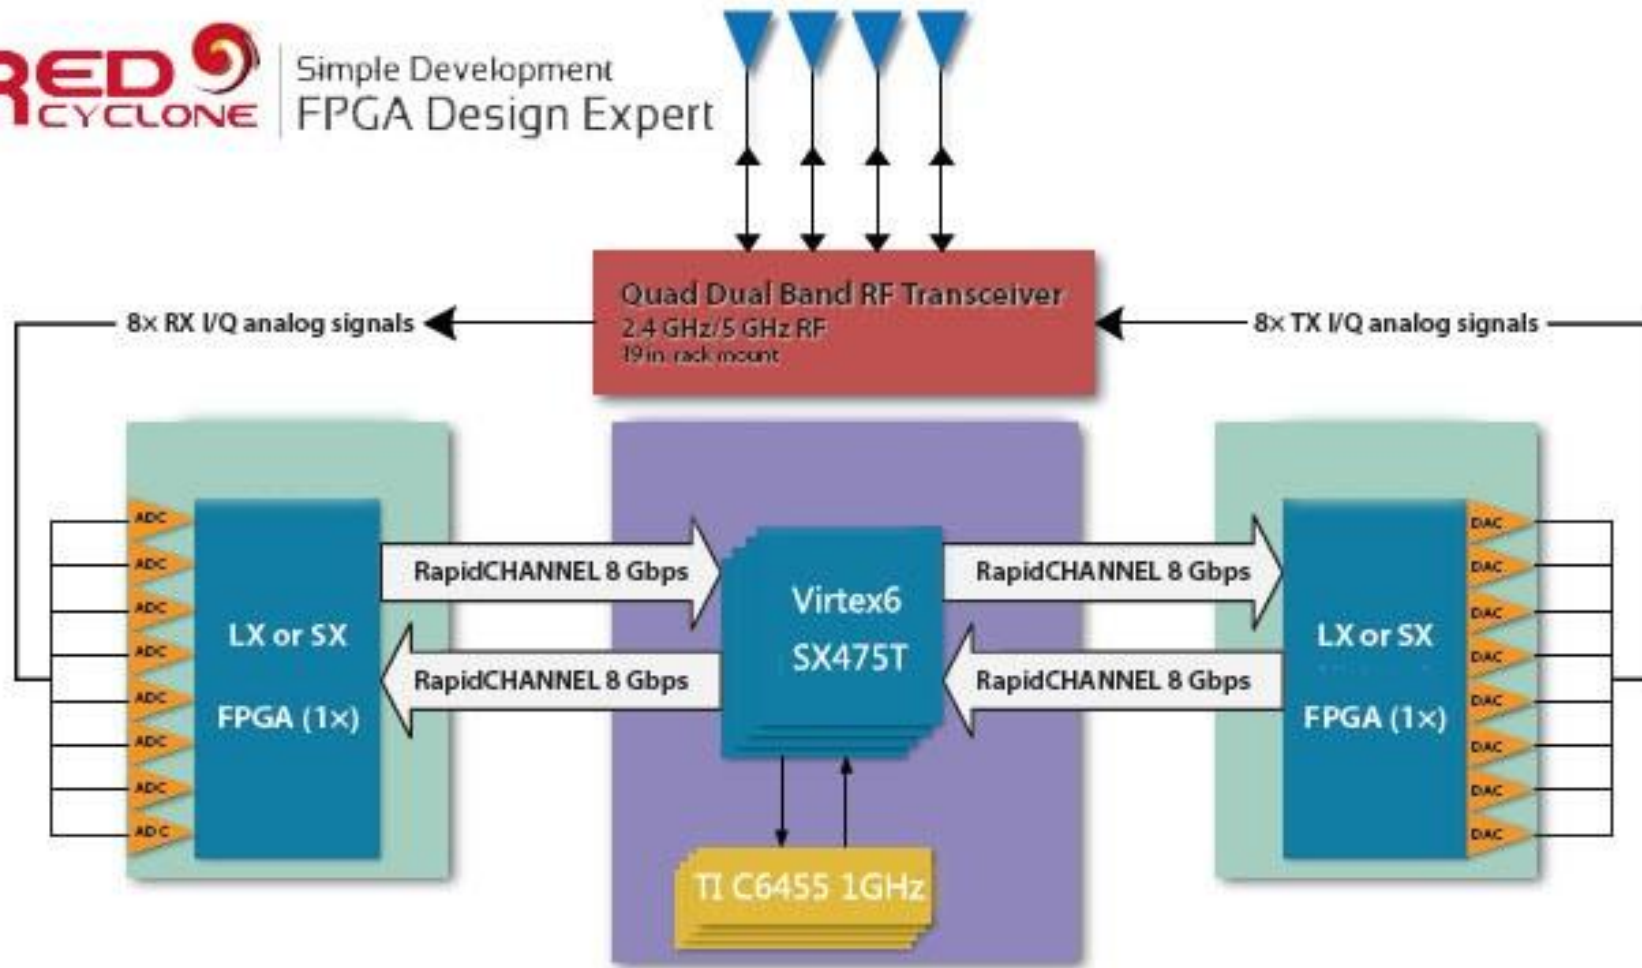 RED
CYCLONE
Simple Development
FPGA Design Expert
Quad Dual Band RF Transceiver
2.4 GHz/5 GHz RF
19 in. rack mount
8× RX I/Q analog signals
8× TX I/Q analog signals
ADC
ADC
ADC
ADC
ADC
ADC
ADC
ADC
LX or SX
FPGA (1×)
RapidCHANNEL 8 Gbps
RapidCHANNEL 8 Gbps
Virtex6
SX475T
RapidCHANNEL 8 Gbps
RapidCHANNEL 8 Gbps
LX or SX
FPGA (1×)
DAC
DAC
DAC
DAC
DAC
DAC
DAC
DAC
TI C6455 1GHz